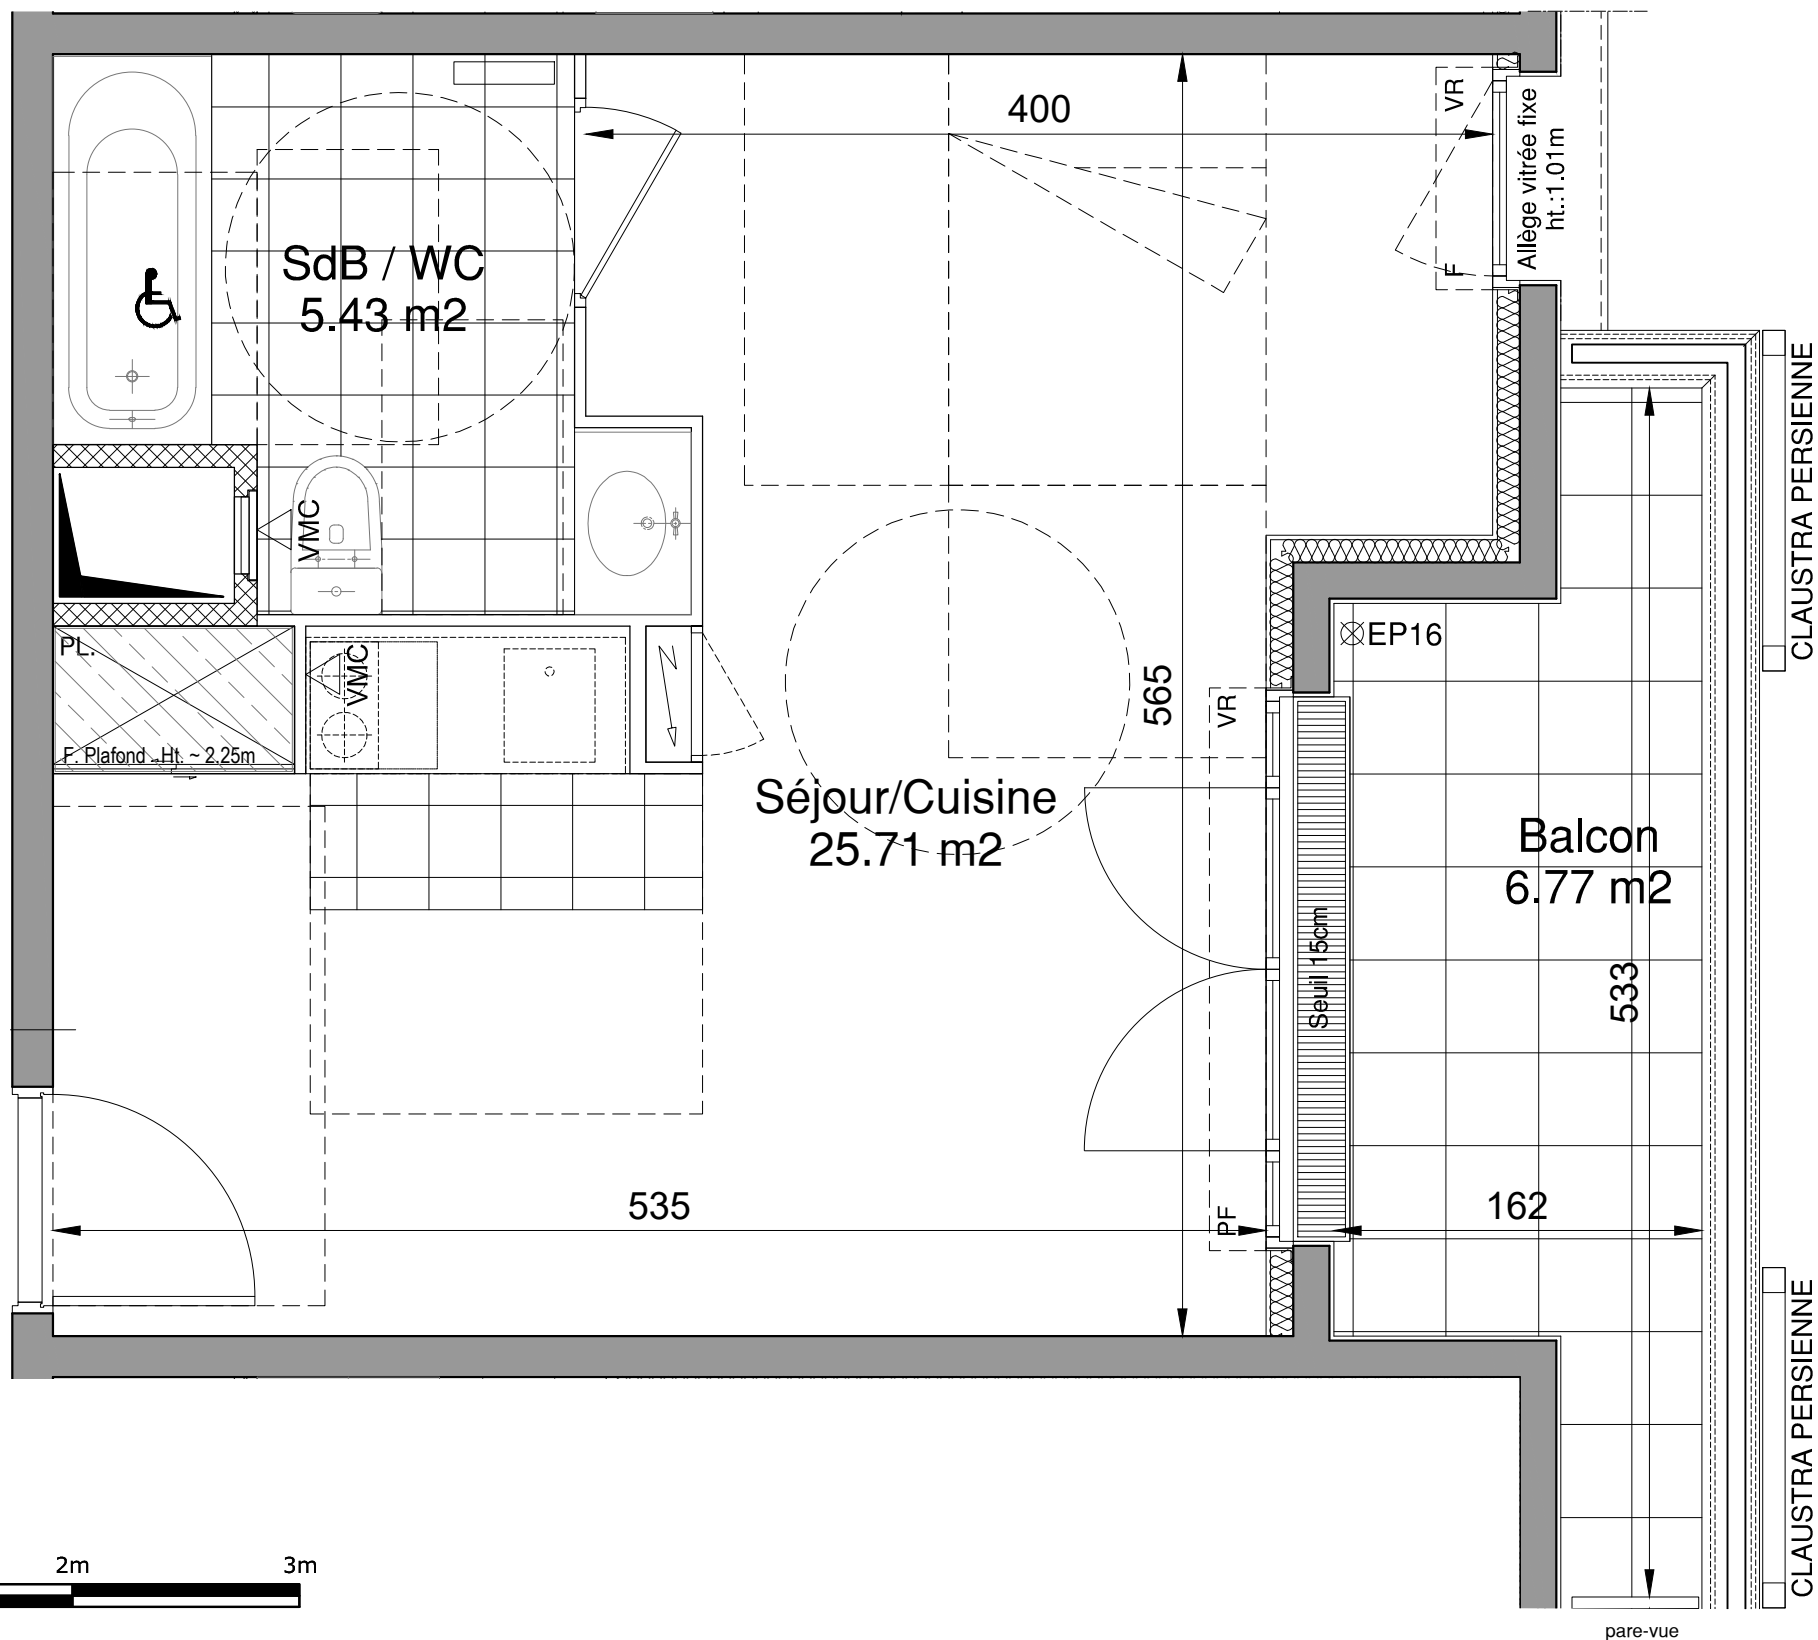 400
VR
F
Allège vitrée fixe
ht.:1.01m
SdB / WC
5.43 m2
CLAUSTRA PERSIENNE
VMC
PL.
VMC
F. Plafond - Ht. ~ 2.25m
565
VR
EP16
Séjour/Cuisine
25.71 m2
Balcon
6.77 m2
Seuil 15cm
533
535
PF
162
CLAUSTRA PERSIENNE
2m
3m
pare-vue